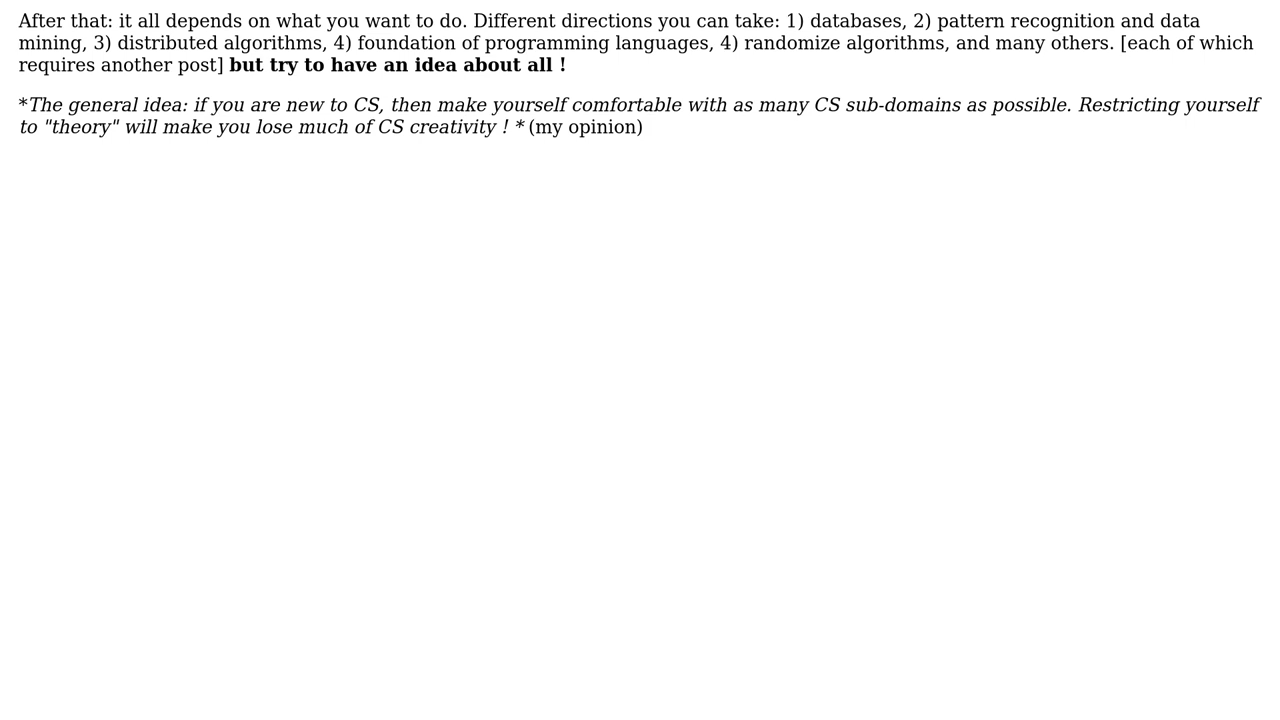 After that: it all depends on what you want to do. Different directions you can take: 1) databases, 2) pattern recognition and data
mining, 3) distributed algorithms, 4) foundation of programming languages, 4) randomize algorithms, and many others. [each of which
requires another post] but try to have an idea about all !
*The general idea: if you are new to CS, then make yourself comfortable with as many CS sub-domains as possible. Restricting yourself
to "theory" will make you lose much of CS creativity ! * (my opinion)